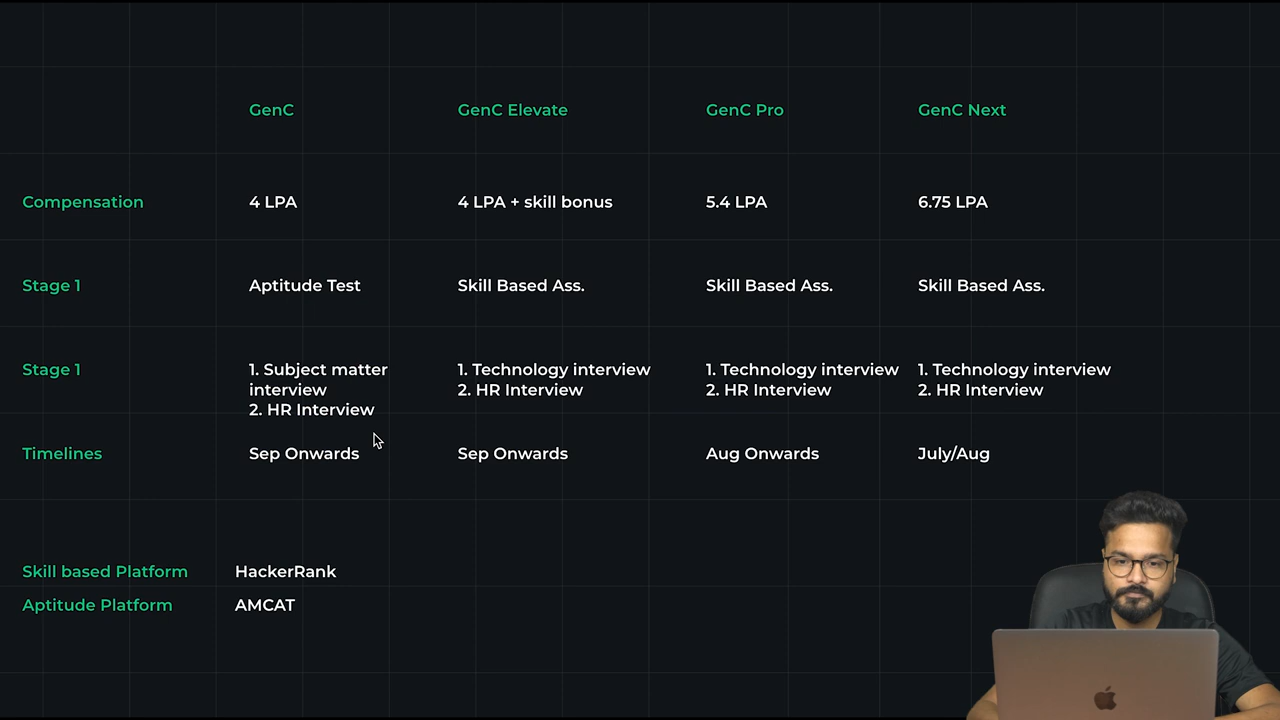 GenC GenC Elevate GenC Pro GenC Next
Compensation 4 LPA 4 LPA + skill bonus 5.4 LPA 6.75 LPA
Stage 1 Aptitude Test Skill Based Ass. Skill Based Ass. Skill Based Ass.
Stage 1 1. Subject matter 1. Technology interview 1. Technology interview 1. Technology interview
interview 2. HR Interview 2. HR Interview 2. HR Interview
2. HR Interview
Timelines Sep Onwards Sep Onwards Aug Onwards July/Aug
Skill based Platform HackerRank
Aptitude Platform AMCAT